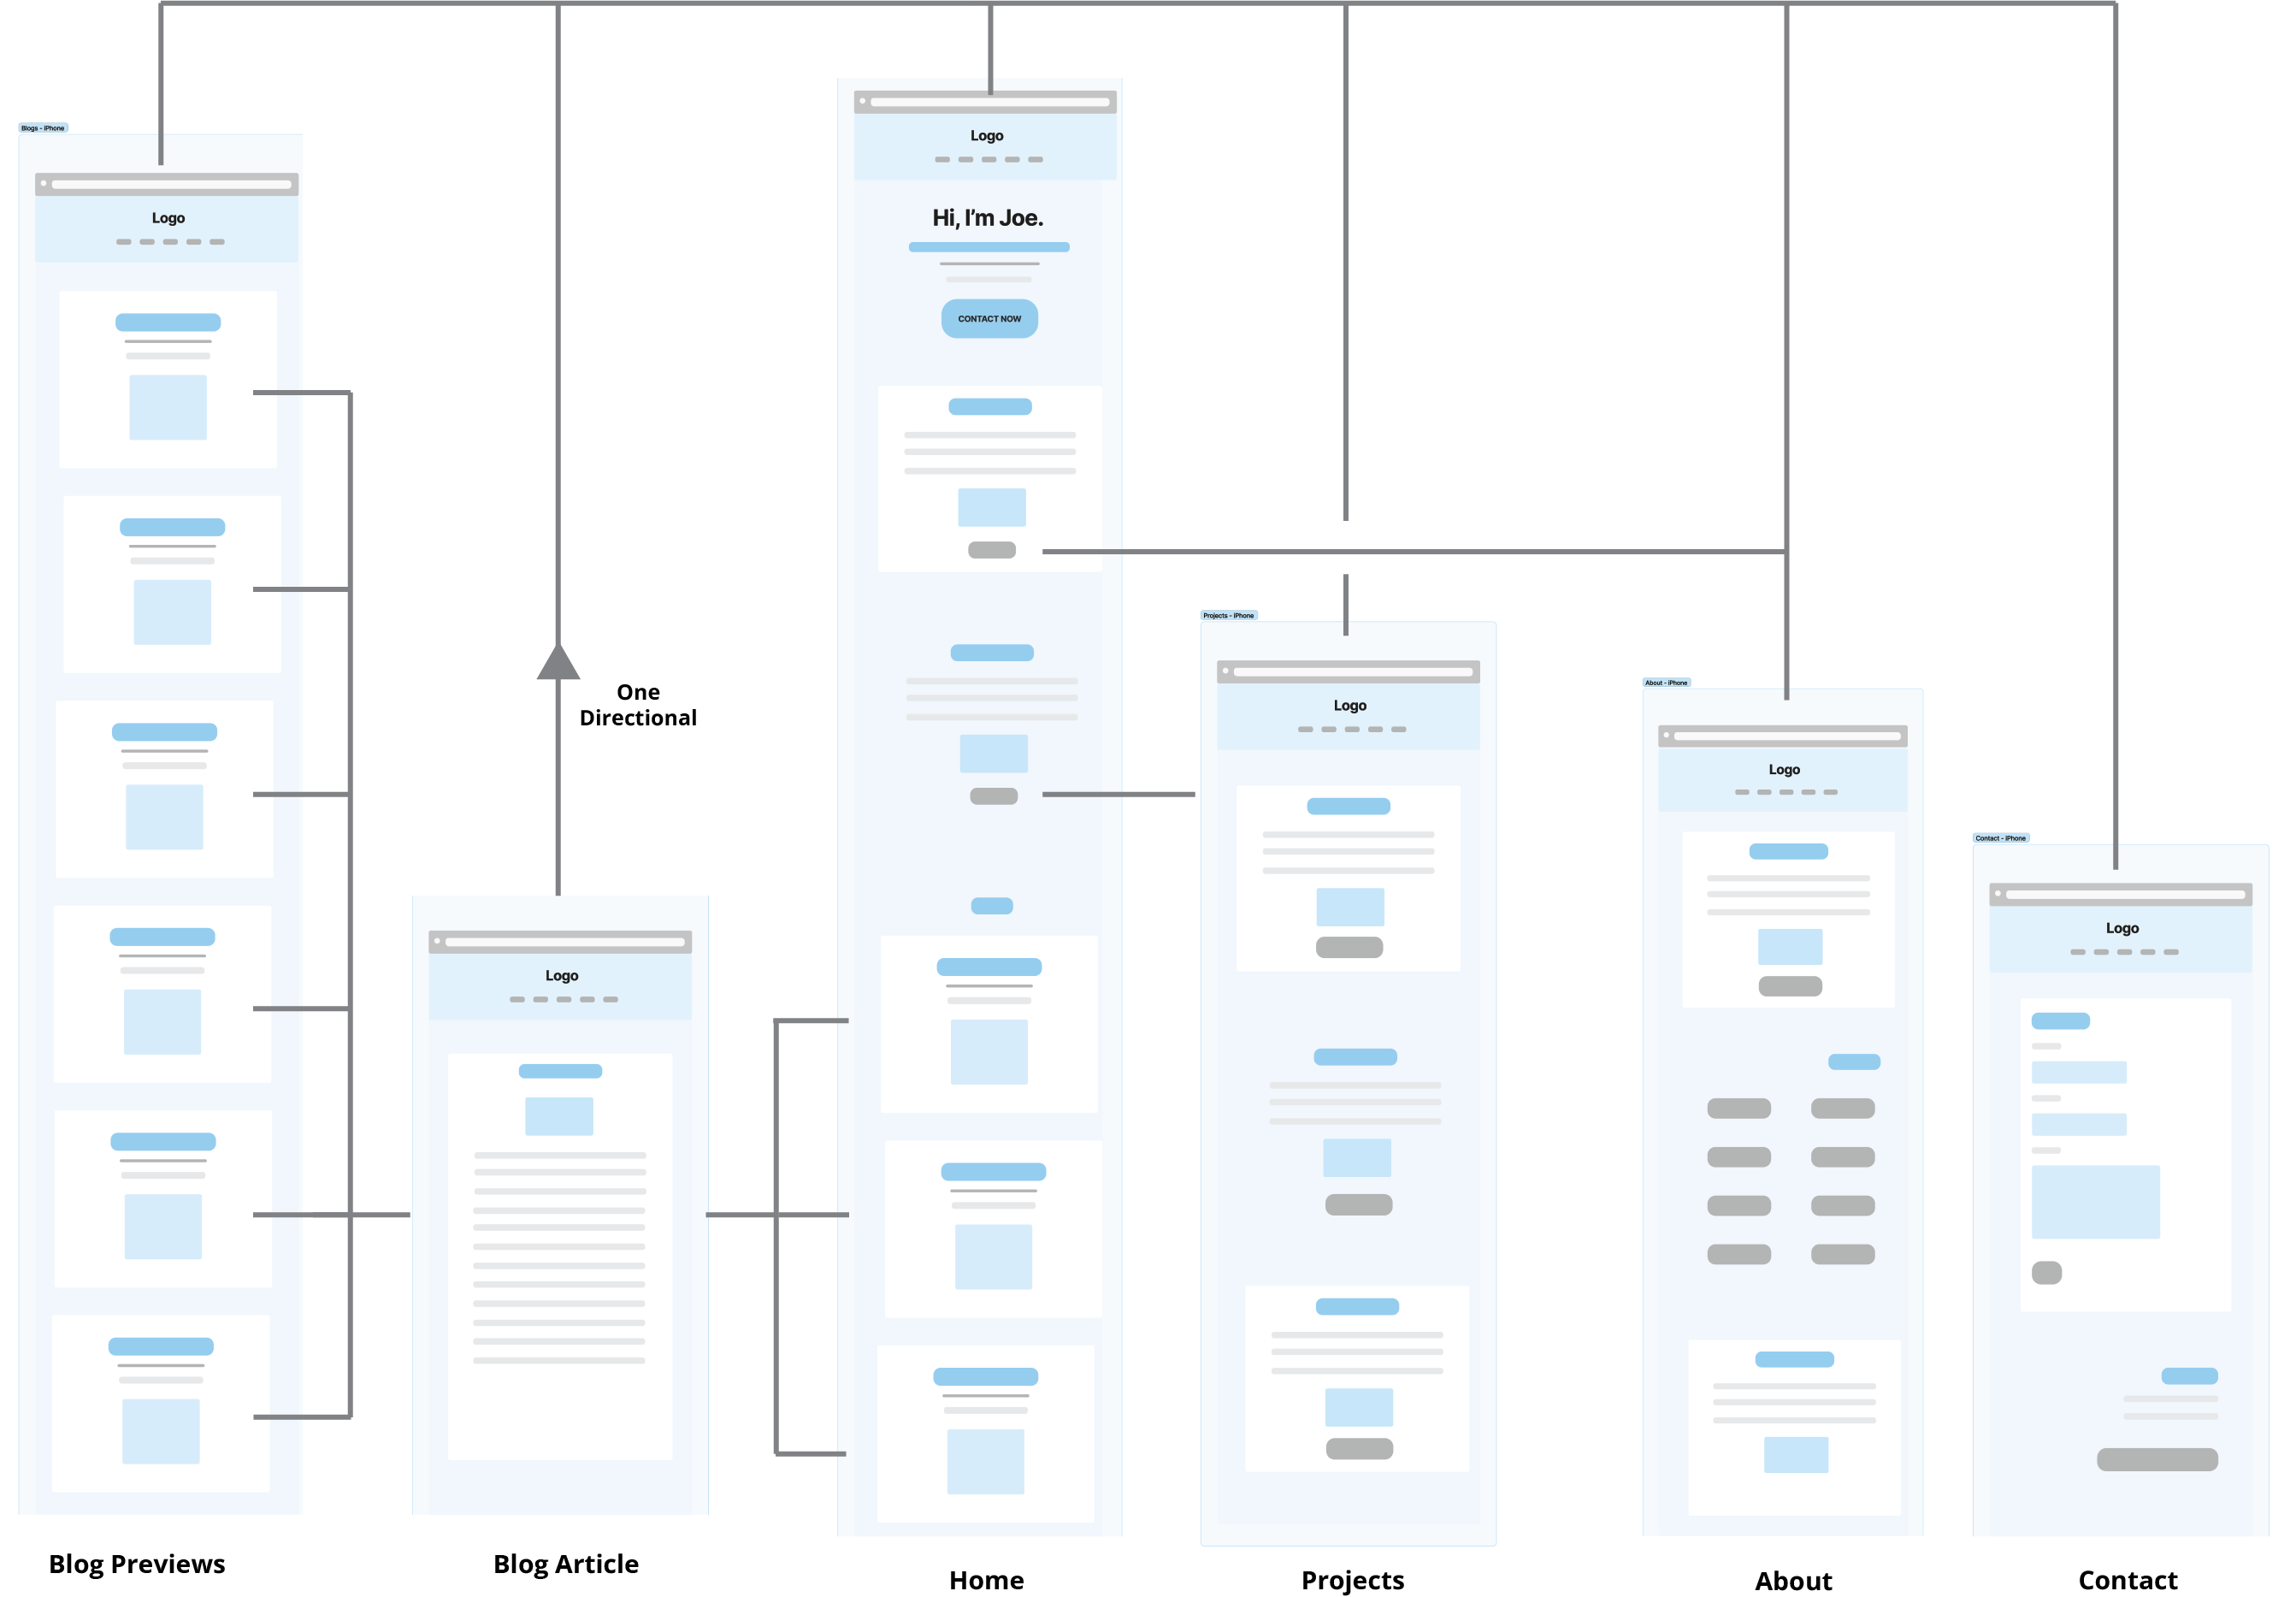 Blogs - iPhone
Logo
One
Directional
Logo
Logo
Hi, I'm Joe.
CONTACT NOW
Projects - iPhone
Logo
About - iPhone
Logo
Contact - iPhone
Logo
Blog Previews
Blog Article
Home
Projects
About
Contact